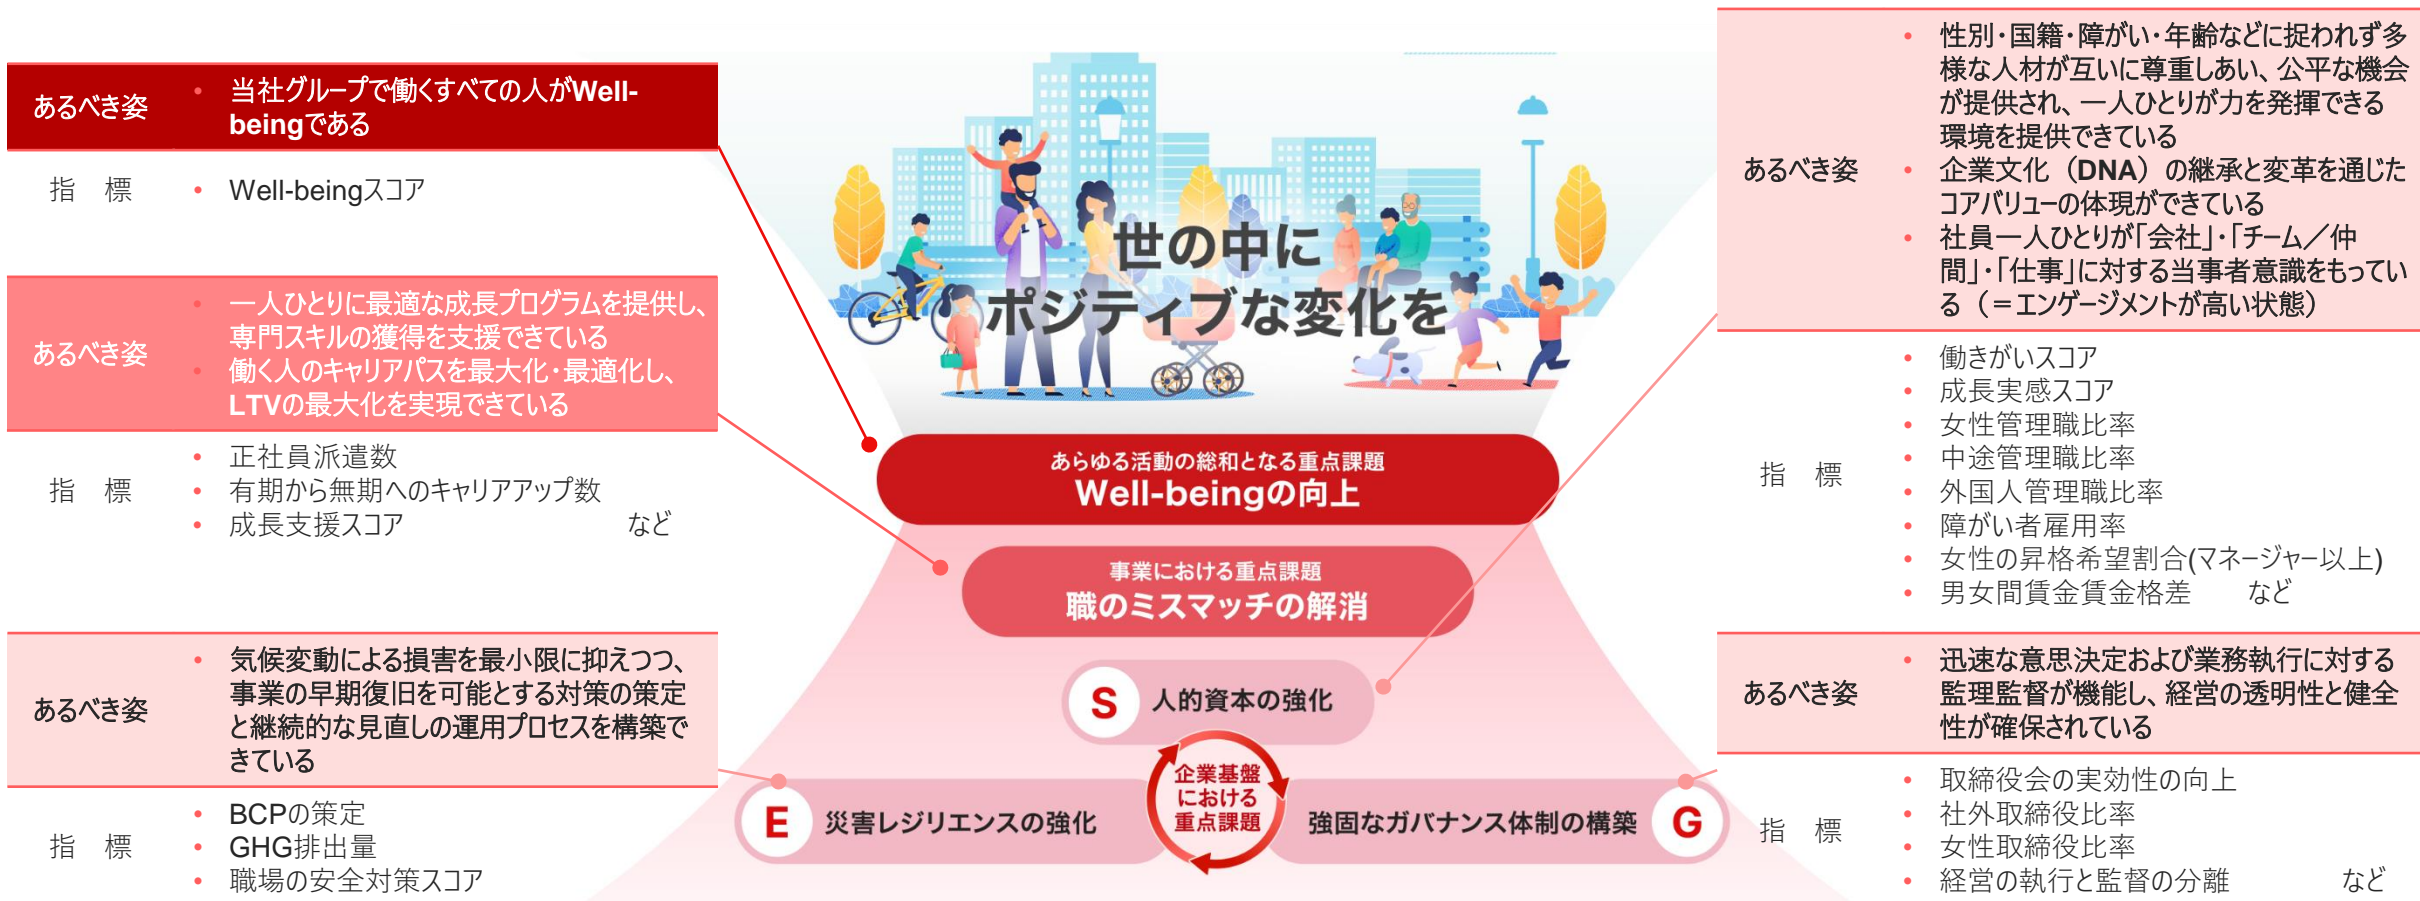 あるべき姿
• 当社グループで働くすべての人がWell-
beingである
指 標
• Well-beingスコア
あるべき姿
• 一人ひとりに最適な成長プログラムを提供し、
専門スキルの獲得を支援できている
• 働く人のキャリアパスを最大化・最適化し、
LTVの最大化を実現できている
指 標
• 正社員派遣数
• 有期から無期へのキャリアアップ数
• 成長支援スコア など
あるべき姿
• 気候変動による損害を最小限に抑えつつ、
事業の早期復旧を可能とする対策の策定
と継続的な見直しの運用プロセスを構築で
きている
指 標
• BCPの策定
• GHG排出量
• 職場の安全対策スコア
世の中に
ポジティブな変化を
あらゆる活動の総和となる重点課題
Well-beingの向上
事業における重点課題
職のミスマッチの解消
S 人的資本の強化
企業基盤
における
重点課題
E 災害レジリエンスの強化
強固なガバナンス体制の構築 G
あるべき姿
• 性別・国籍・障がい・年齢などに捉われず多
様な人材が互いに尊重しあい、公平な機会
が提供され、一人ひとりが力を発揮できる
環境を提供できている
• 企業文化（DNA）の継承と変革を通じた
コアバリューの体現ができている
• 社員一人ひとりが「会社」・「チーム／仲
間」・「仕事」に対する当事者意識をもってい
る（＝エンゲージメントが高い状態）
指 標
• 働きがいスコア
• 成長実感スコア
• 女性管理職比率
• 中途管理職比率
• 外国人管理職比率
• 障がい者雇用率
• 女性の昇格希望割合(マネージャー以上)
• 男女間賃金賃金格差 など
あるべき姿
• 迅速な意思決定および業務執行に対する
監理監督が機能し、経営の透明性と健全
性が確保されている
指 標
• 取締役会の実効性の向上
• 社外取締役比率
• 女性取締役比率
• 経営の執行と監督の分離 など